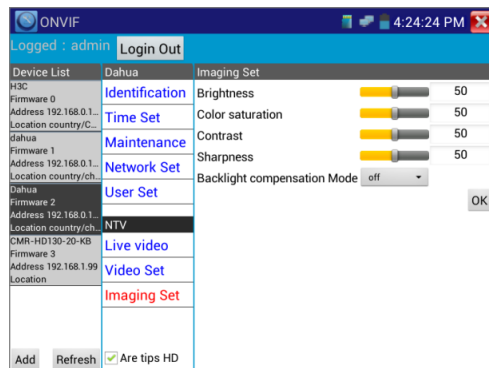 ONVIF
4:24:24 PM
Logged : admin
Login Out
Device List
H3C
Firmware 0
Address 192.168.0.1...
Location country/C...
dahua
Firmware 1
Address 192.168.0.1...
Location country/ch...
Dahua
Firmware 2
Address 192.168.0.1...
Location country/ch...
CMR-HD130-20-KB
Firmware 3
Address 192.168.1.99
Location
Add
Refresh
Dahua
Identification
Time Set
Maintenance
Network Set
User Set
NTV
Live video
Video Set
Imaging Set
Are tips HD
Imaging Set
Brightness 50
Color saturation 50
Contrast 50
Sharpness 50
Backlight compensation Mode off
OK